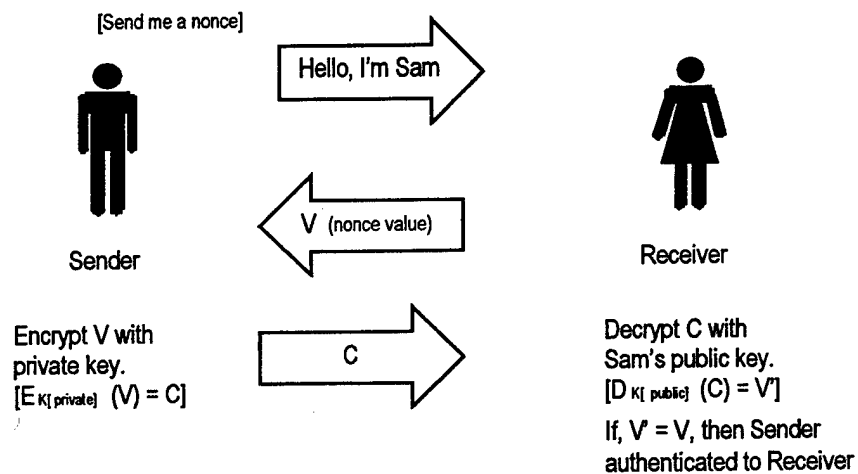 [Send me a nonce]
Hello, I'm Sam
V (nonce value)
Sender
Receiver
Encrypt V with
private key.
[E K[ private] (V) = C]
C
Decrypt C with
Sam's public key.
[D K[ public] (C) = V']
If, V' = V, then Sender
authenticated to Receiver